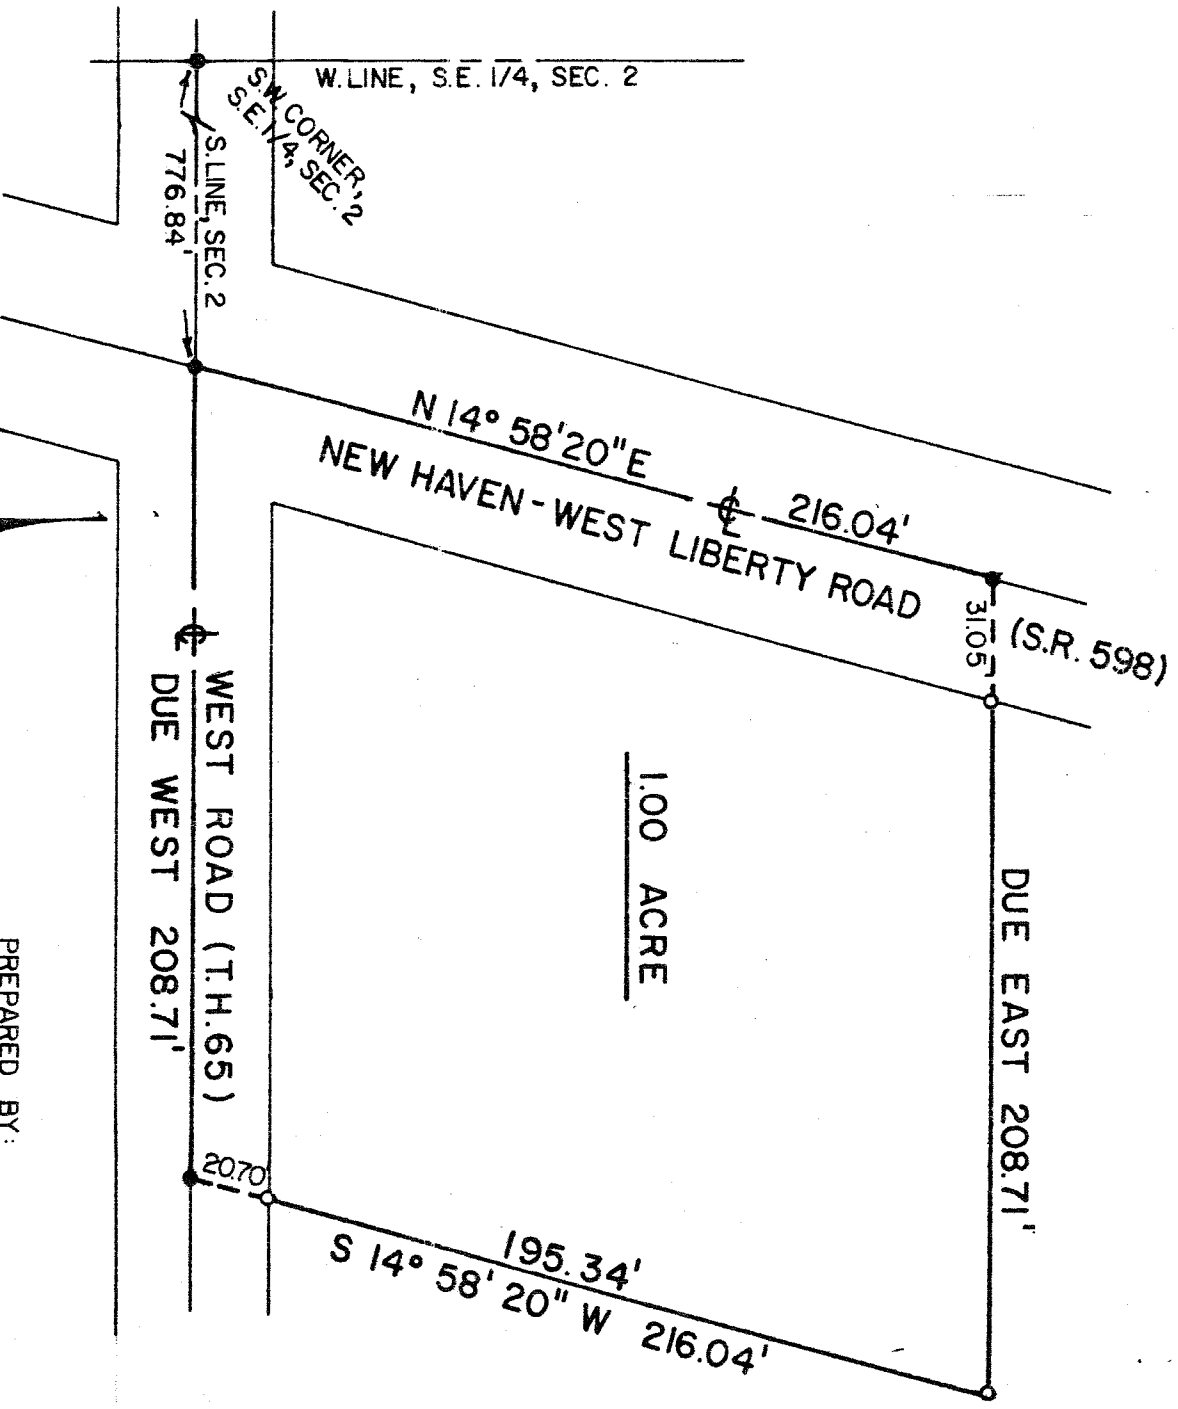 W. LINE, S.E. 1/4, SEC. 2
S.W. CORNER,
S.E. 1/4, SEC. 2
S. LINE, SEC. 2
776.84'
N 14° 58' 20" E
216.04'
NEW HAVEN - WEST LIBERTY ROAD
(S.R. 598)
31.05'
1.00 ACRE
DUE EAST 208.71'
WEST ROAD (T.H. 65)
DUE WEST 208.71'
20.70
195.34'
S 14° 58' 20" W 216.04'
PREPARED BY: